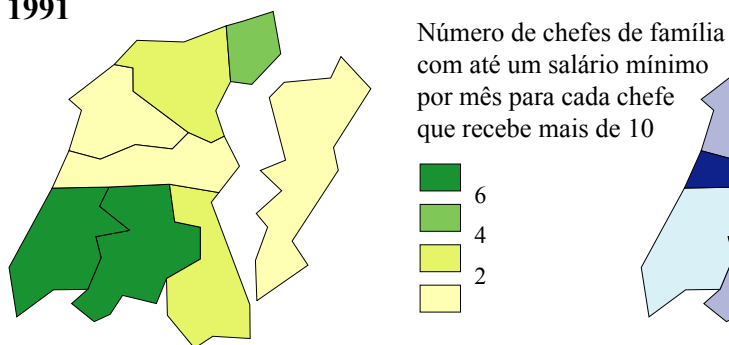 1991
Número de chefes de família
com até um salário mínimo
por mês para cada chefe
que recebe mais de 10
6
4
2